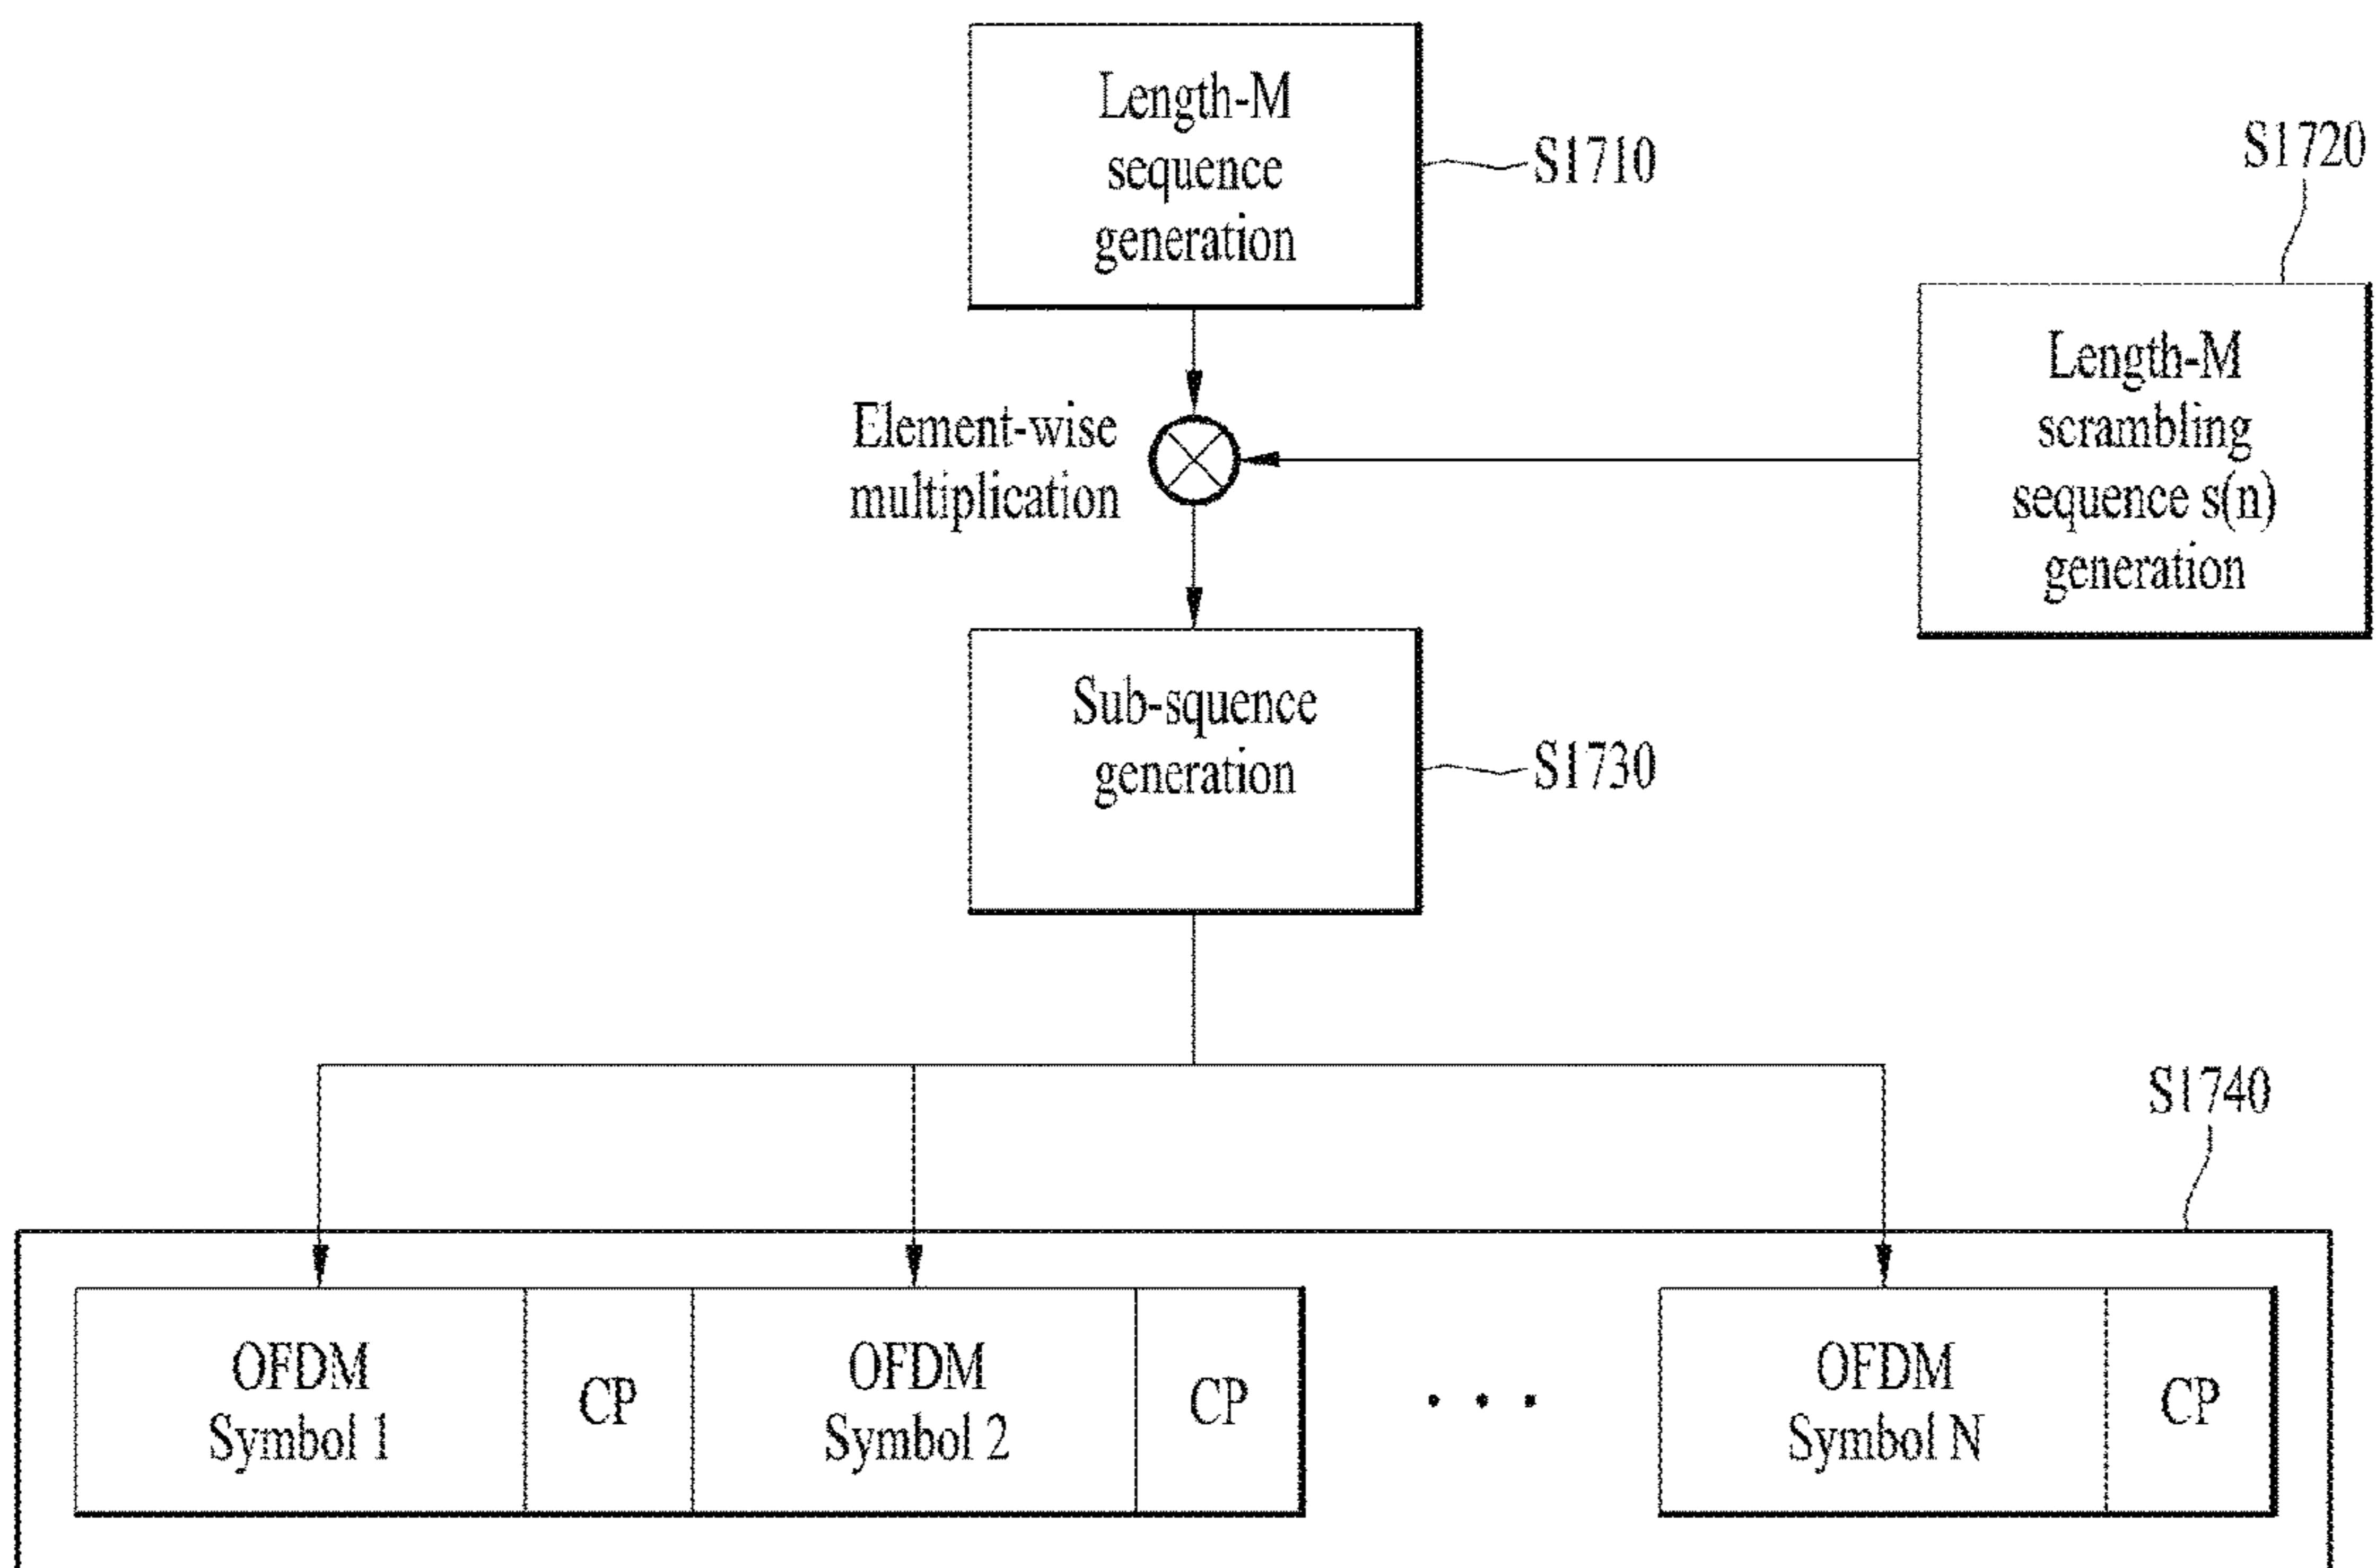 Length-M
sequence
generation
S1710
S1720
Length-M
scrambling
sequence s(n)
generation
Element-wise
multiplication
Sub-squence
generation
S1730
S1740
OFDM
Symbol 1
CP
OFDM
Symbol 2
CP
. . .
OFDM
Symbol N
CP